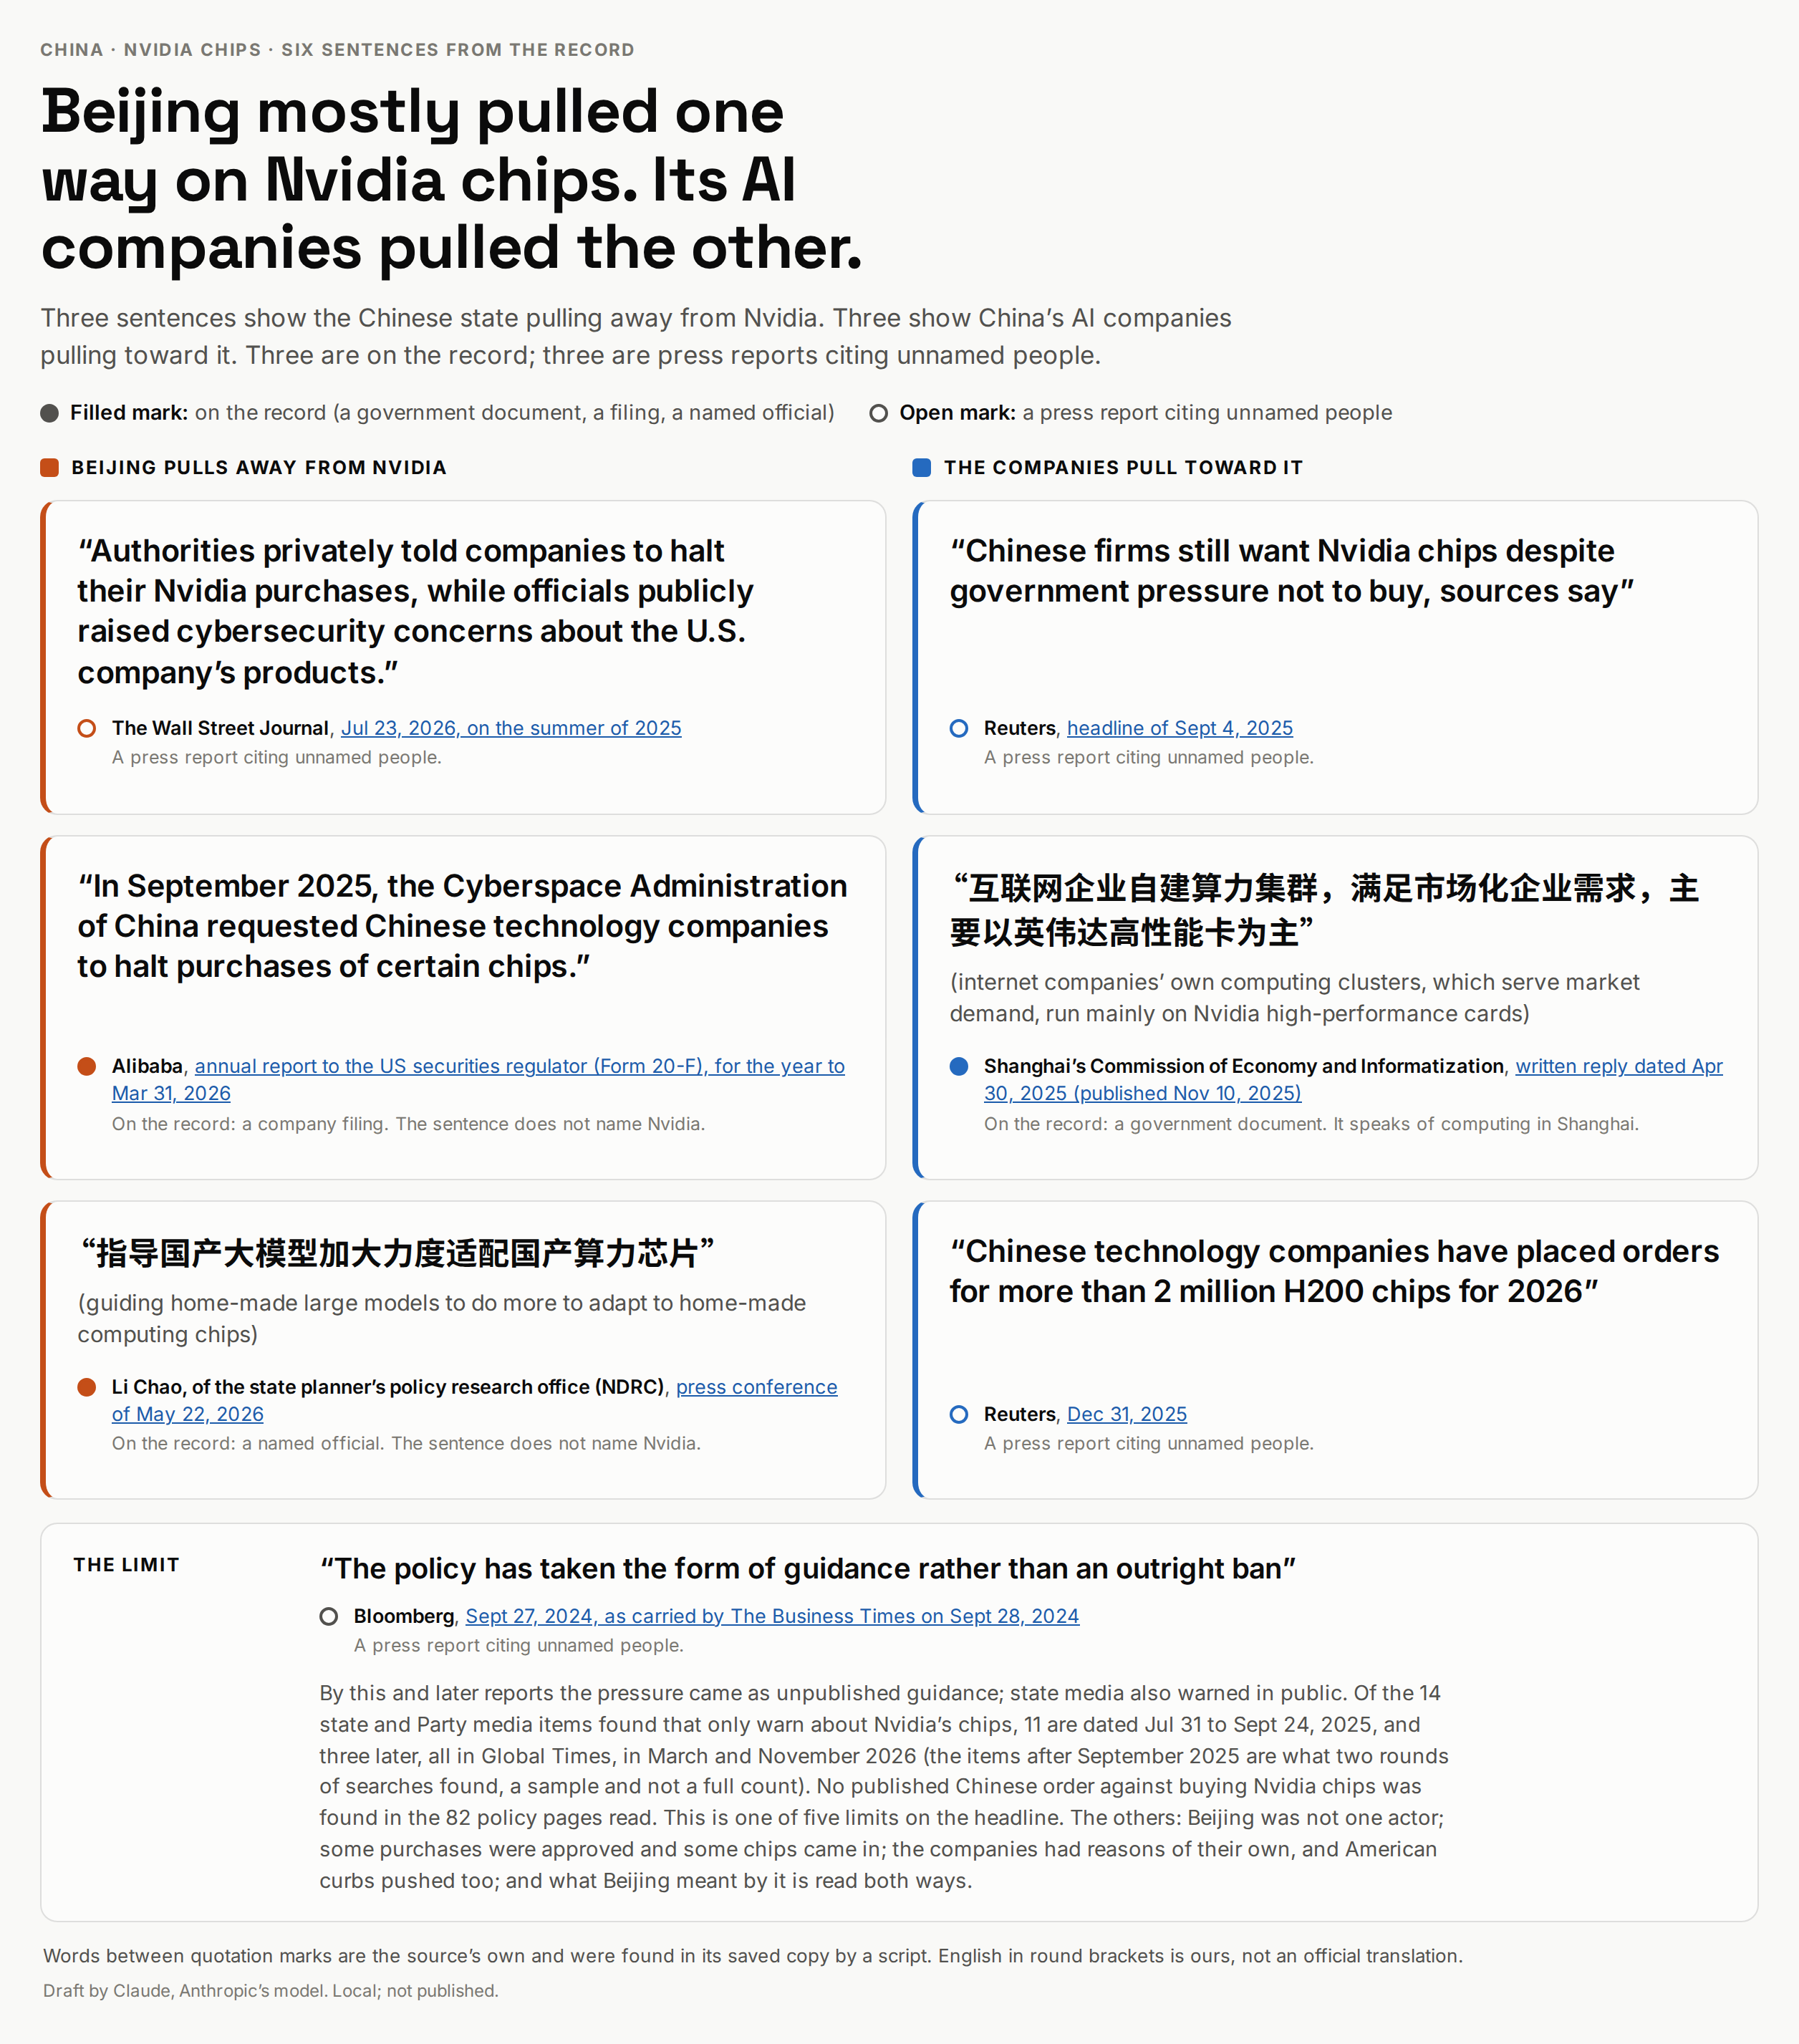 CHINA · NVIDIA CHIPS · SIX SENTENCES FROM THE RECORD
Beijing mostly pulled one
way on Nvidia chips. Its AI
companies pulled the other.
Three sentences show the Chinese state pulling away from Nvidia. Three show China’s AI companies
pulling toward it. Three are on the record; three are press reports citing unnamed people.
Filled mark: on the record (a government document, a filing, a named official)
Open mark: a press report citing unnamed people
BEIJING PULLS AWAY FROM NVIDIA
THE COMPANIES PULL TOWARD IT
“Authorities privately told companies to halt
their Nvidia purchases, while officials publicly
raised cybersecurity concerns about the U.S.
company’s products.”
The Wall Street Journal, Jul 23, 2026, on the summer of 2025
A press report citing unnamed people.
“Chinese firms still want Nvidia chips despite
government pressure not to buy, sources say”
Reuters, headline of Sept 4, 2025
A press report citing unnamed people.
“In September 2025, the Cyberspace Administration
of China requested Chinese technology companies
to halt purchases of certain chips.”
Alibaba, annual report to the US securities regulator (Form 20-F), for the year to
Mar 31, 2026
On the record: a company filing. The sentence does not name Nvidia.
“互联网企业自建算力集群，满足市场化企业需求，主
要以英伟达高性能卡为主”
(internet companies’ own computing clusters, which serve market
demand, run mainly on Nvidia high-performance cards)
Shanghai’s Commission of Economy and Informatization, written reply dated Apr
30, 2025 (published Nov 10, 2025)
On the record: a government document. It speaks of computing in Shanghai.
“指导国产大模型加大力度适配国产算力芯片”
(guiding home-made large models to do more to adapt to home-made
computing chips)
Li Chao, of the state planner’s policy research office (NDRC), press conference
of May 22, 2026
On the record: a named official. The sentence does not name Nvidia.
“Chinese technology companies have placed orders
for more than 2 million H200 chips for 2026”
Reuters, Dec 31, 2025
A press report citing unnamed people.
THE LIMIT
“The policy has taken the form of guidance rather than an outright ban”
Bloomberg, Sept 27, 2024, as carried by The Business Times on Sept 28, 2024
A press report citing unnamed people.
By this and later reports the pressure came as unpublished guidance; state media also warned in public. Of the 14
state and Party media items found that only warn about Nvidia’s chips, 11 are dated Jul 31 to Sept 24, 2025, and
three later, all in Global Times, in March and November 2026 (the items after September 2025 are what two rounds
of searches found, a sample and not a full count). No published Chinese order against buying Nvidia chips was
found in the 82 policy pages read. This is one of five limits on the headline. The others: Beijing was not one actor;
some purchases were approved and some chips came in; the companies had reasons of their own, and American
curbs pushed too; and what Beijing meant by it is read both ways.
Words between quotation marks are the source’s own and were found in its saved copy by a script. English in round brackets is ours, not an official translation.
Draft by Claude, Anthropic’s model. Local; not published.